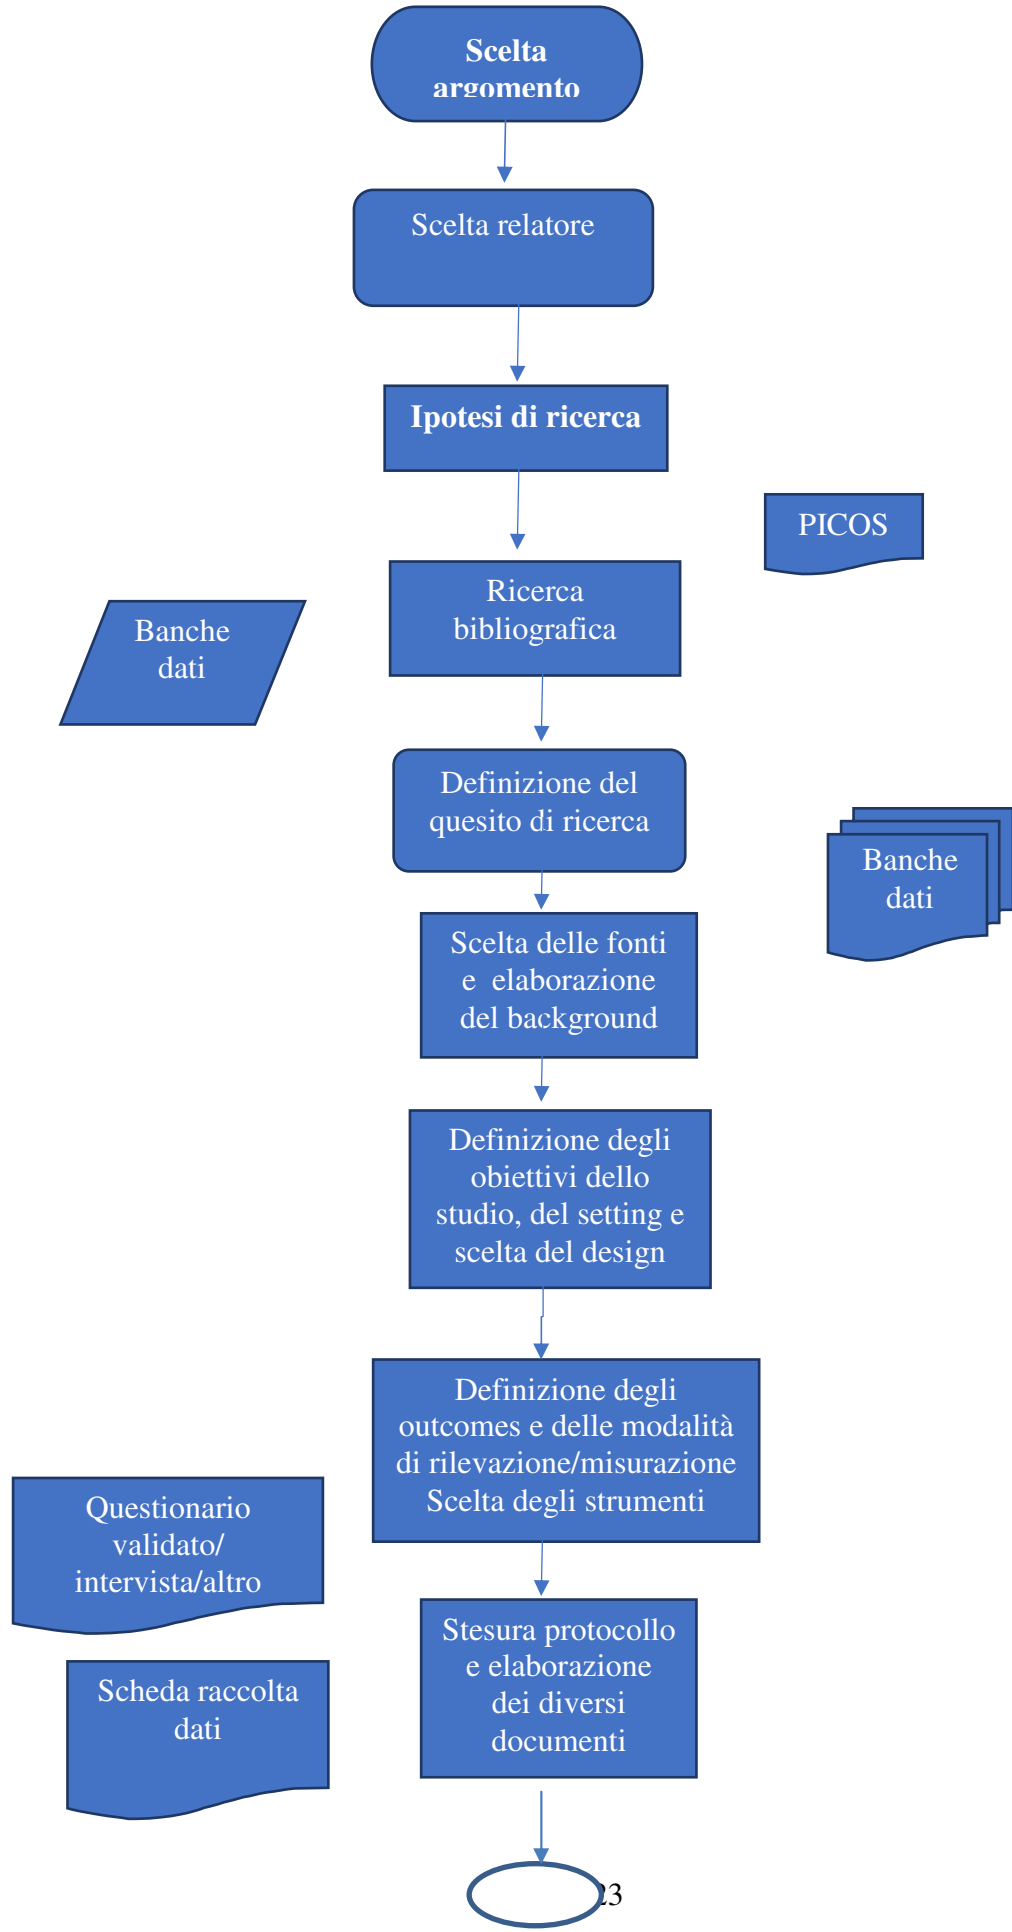 Scelta
argomento
Scelta relatore
Ipotesi di ricerca
PICOS
Ricerca
bibliografica
Banche
dati
Definizione del
quesito di ricerca
Banche
dati
Scelta delle fonti
e elaborazione
del background
Definizione degli
obiettivi dello
studio, del setting e
scelta del design
Definizione degli
outcomes e delle modalità
di rilevazione/misurazione
Scelta degli strumenti
Questionario
validato/
intervista/altro
Stesura protocollo
e elaborazione
dei diversi
documenti
Scheda raccolta
dati
23